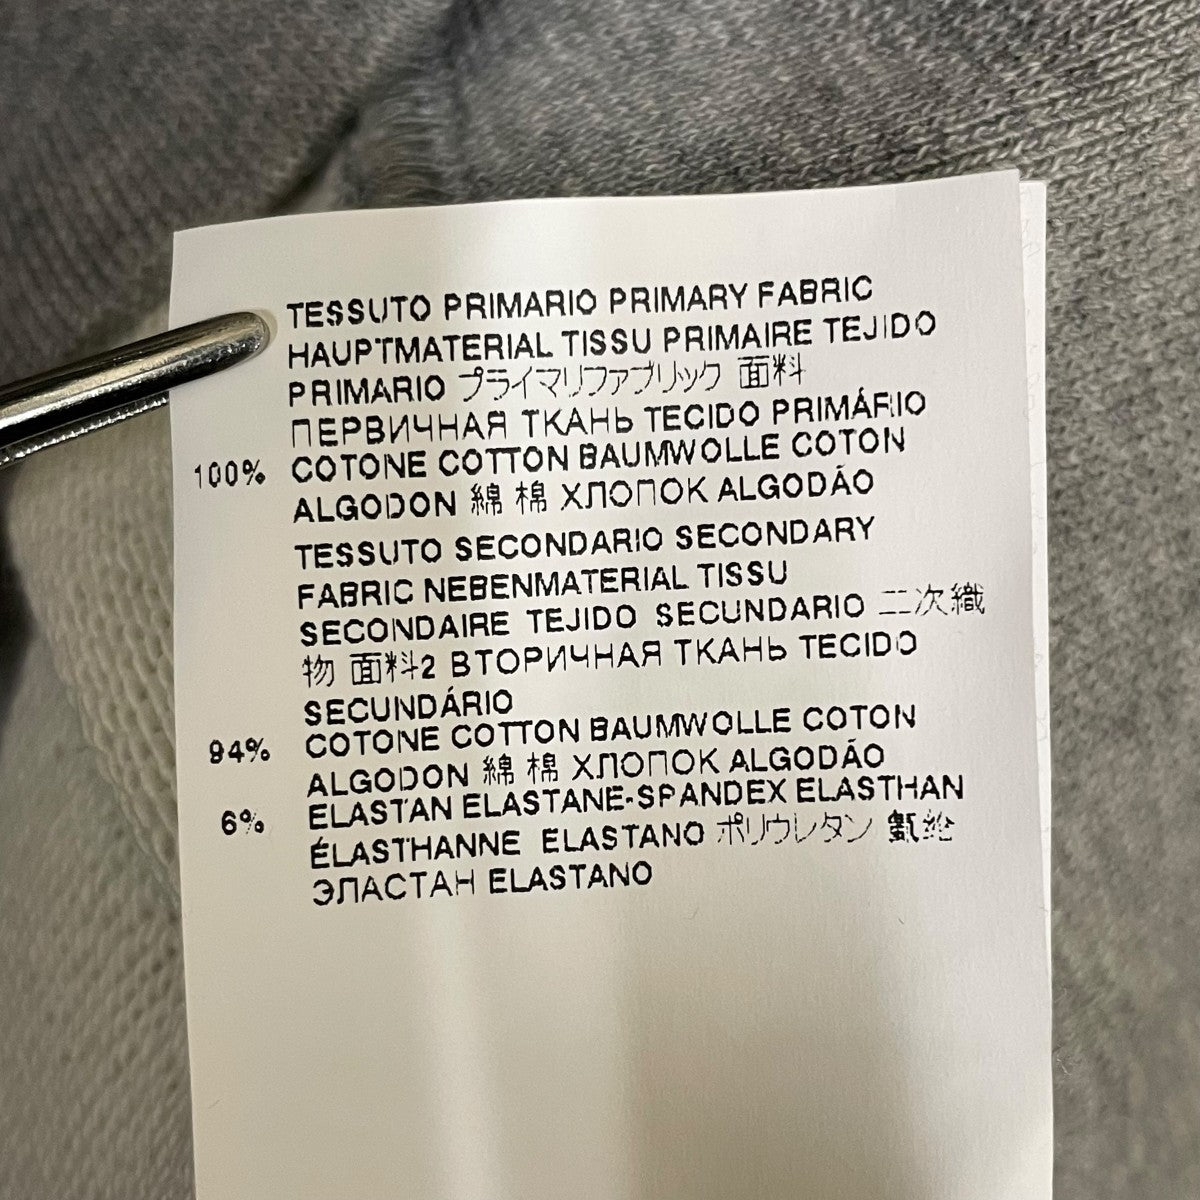 TESSUTO PRIMARIO PRIMARY FABRIC
HAUPTMATERIAL TISSU PRIMAIRE TEJIDO
PRIMARIO プライマリファブリック 面料
ПЕРВИЧНАЯ ТКАНЬ TECIDO PRIMÁRIO
100% COTONE COTTON BAUMWOLLE COTON
ALGODON 綿 棉 ХЛОПОК ALGODÃO
TESSUTO SECONDARIO SECONDARY
FABRIC NEBENMATERIAL TISSU
SECONDAIRE TEJIDO SECUNDARIO 二次織
物 面料2 ВТОРИЧНАЯ ТКАНЬ TECIDO
SECUNDÁRIO
94% COTONE COTTON BAUMWOLLE COTON
ALGODON 綿 棉 ХЛОПОК ALGODÃO
6% ELASTAN ELASTANE-SPANDEX ELASTHAN
ÉLASTHANNE ELASTANO ポリウレタン 氨纶
ЭЛАСТАН ELASTANO